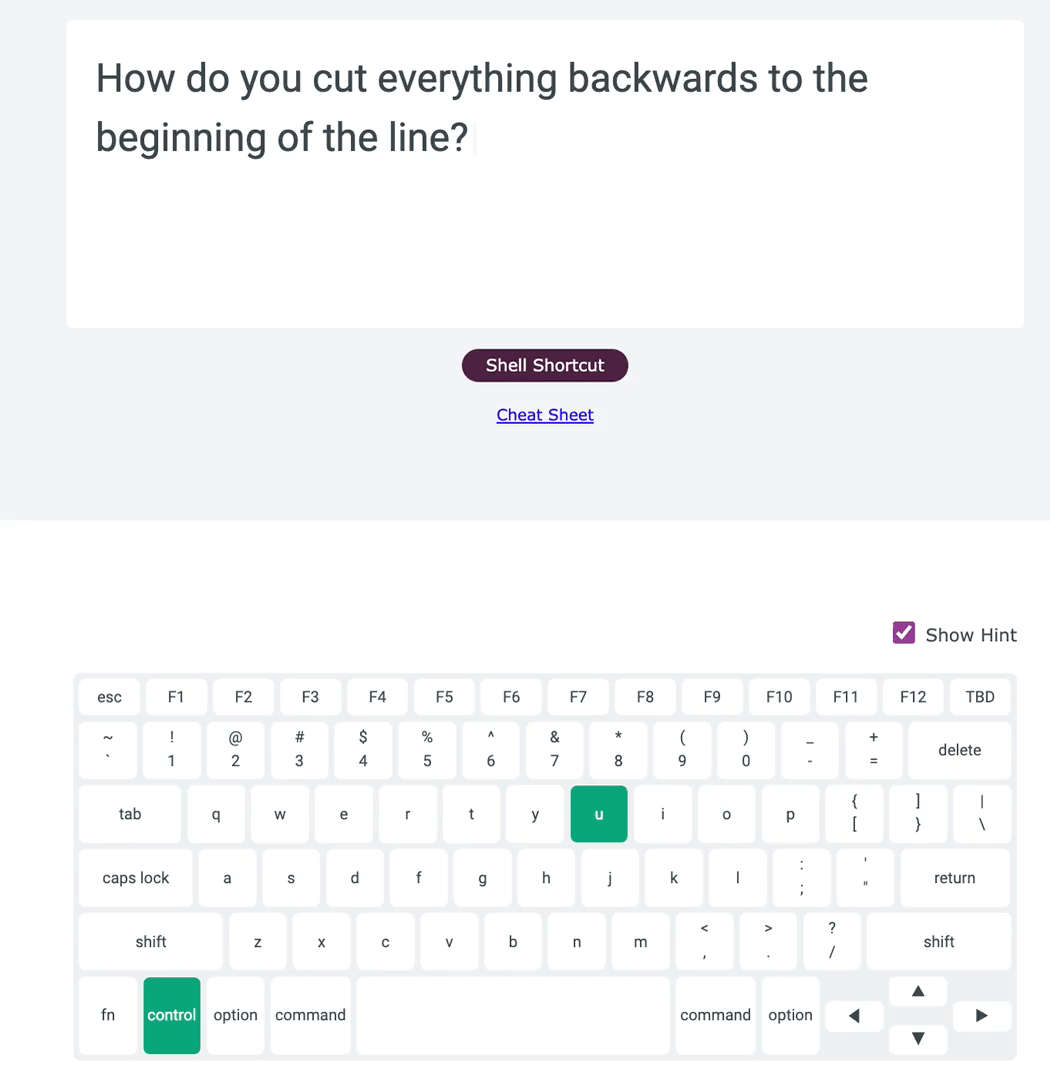 How do you cut everything backwards to the
beginning of the line?
Shell Shortcut
Cheat Sheet
Show Hint
esc F1 F2 F3 F4 F5 F6 F7 F8 F9 F10 F11 F12 TBD
~ ! @ # $ % ^ & * ( ) _ + delete
` 1 2 3 4 5 6 7 8 9 0 - =
tab q w e r t y u i o p { ] |
[ } \
caps lock a s d f g h j k l : ' return
; "
shift z x c v b n m < > ? shift
, . /
fn control option command command option ◀ ▲ ▼ ▶